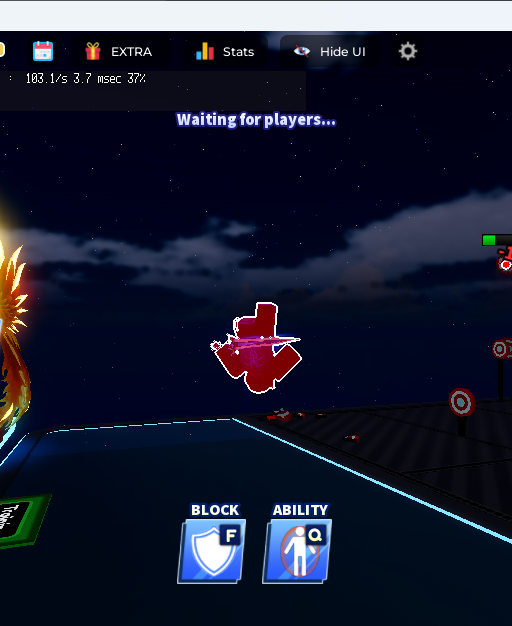 EXTRA
Stats
Hide UI
: 103.1/s 3.7 msec 37%
Waiting for players...
BLOCK
ABILITY
F
Q